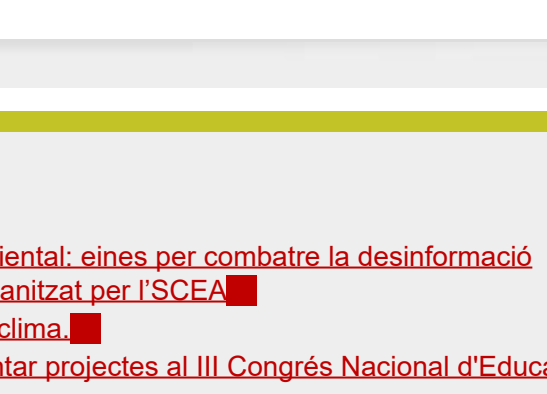 iental: eines per combatre la desinformació
anitzat per l’SCEA
clima.
ntar projectes al III Congrés Nacional d'Educa